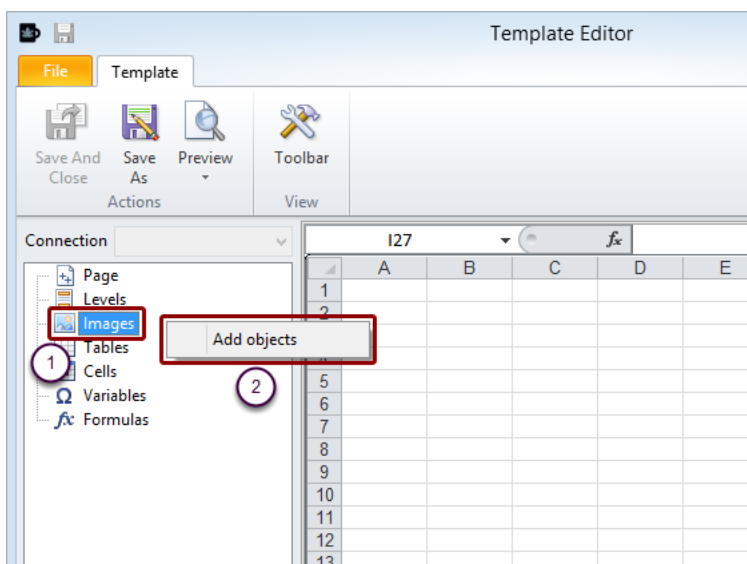 Template Editor
File
Template
Save And
Close
Save
As
Preview
Toolbar
Actions
View
Connection
I27
fx
A B C D E
Page
Levels
Images
Tables
Cells
Variables
Formulas
Add objects
1
2
Ω
fx
1
2
5
6
7
8
9
10
11
12
13